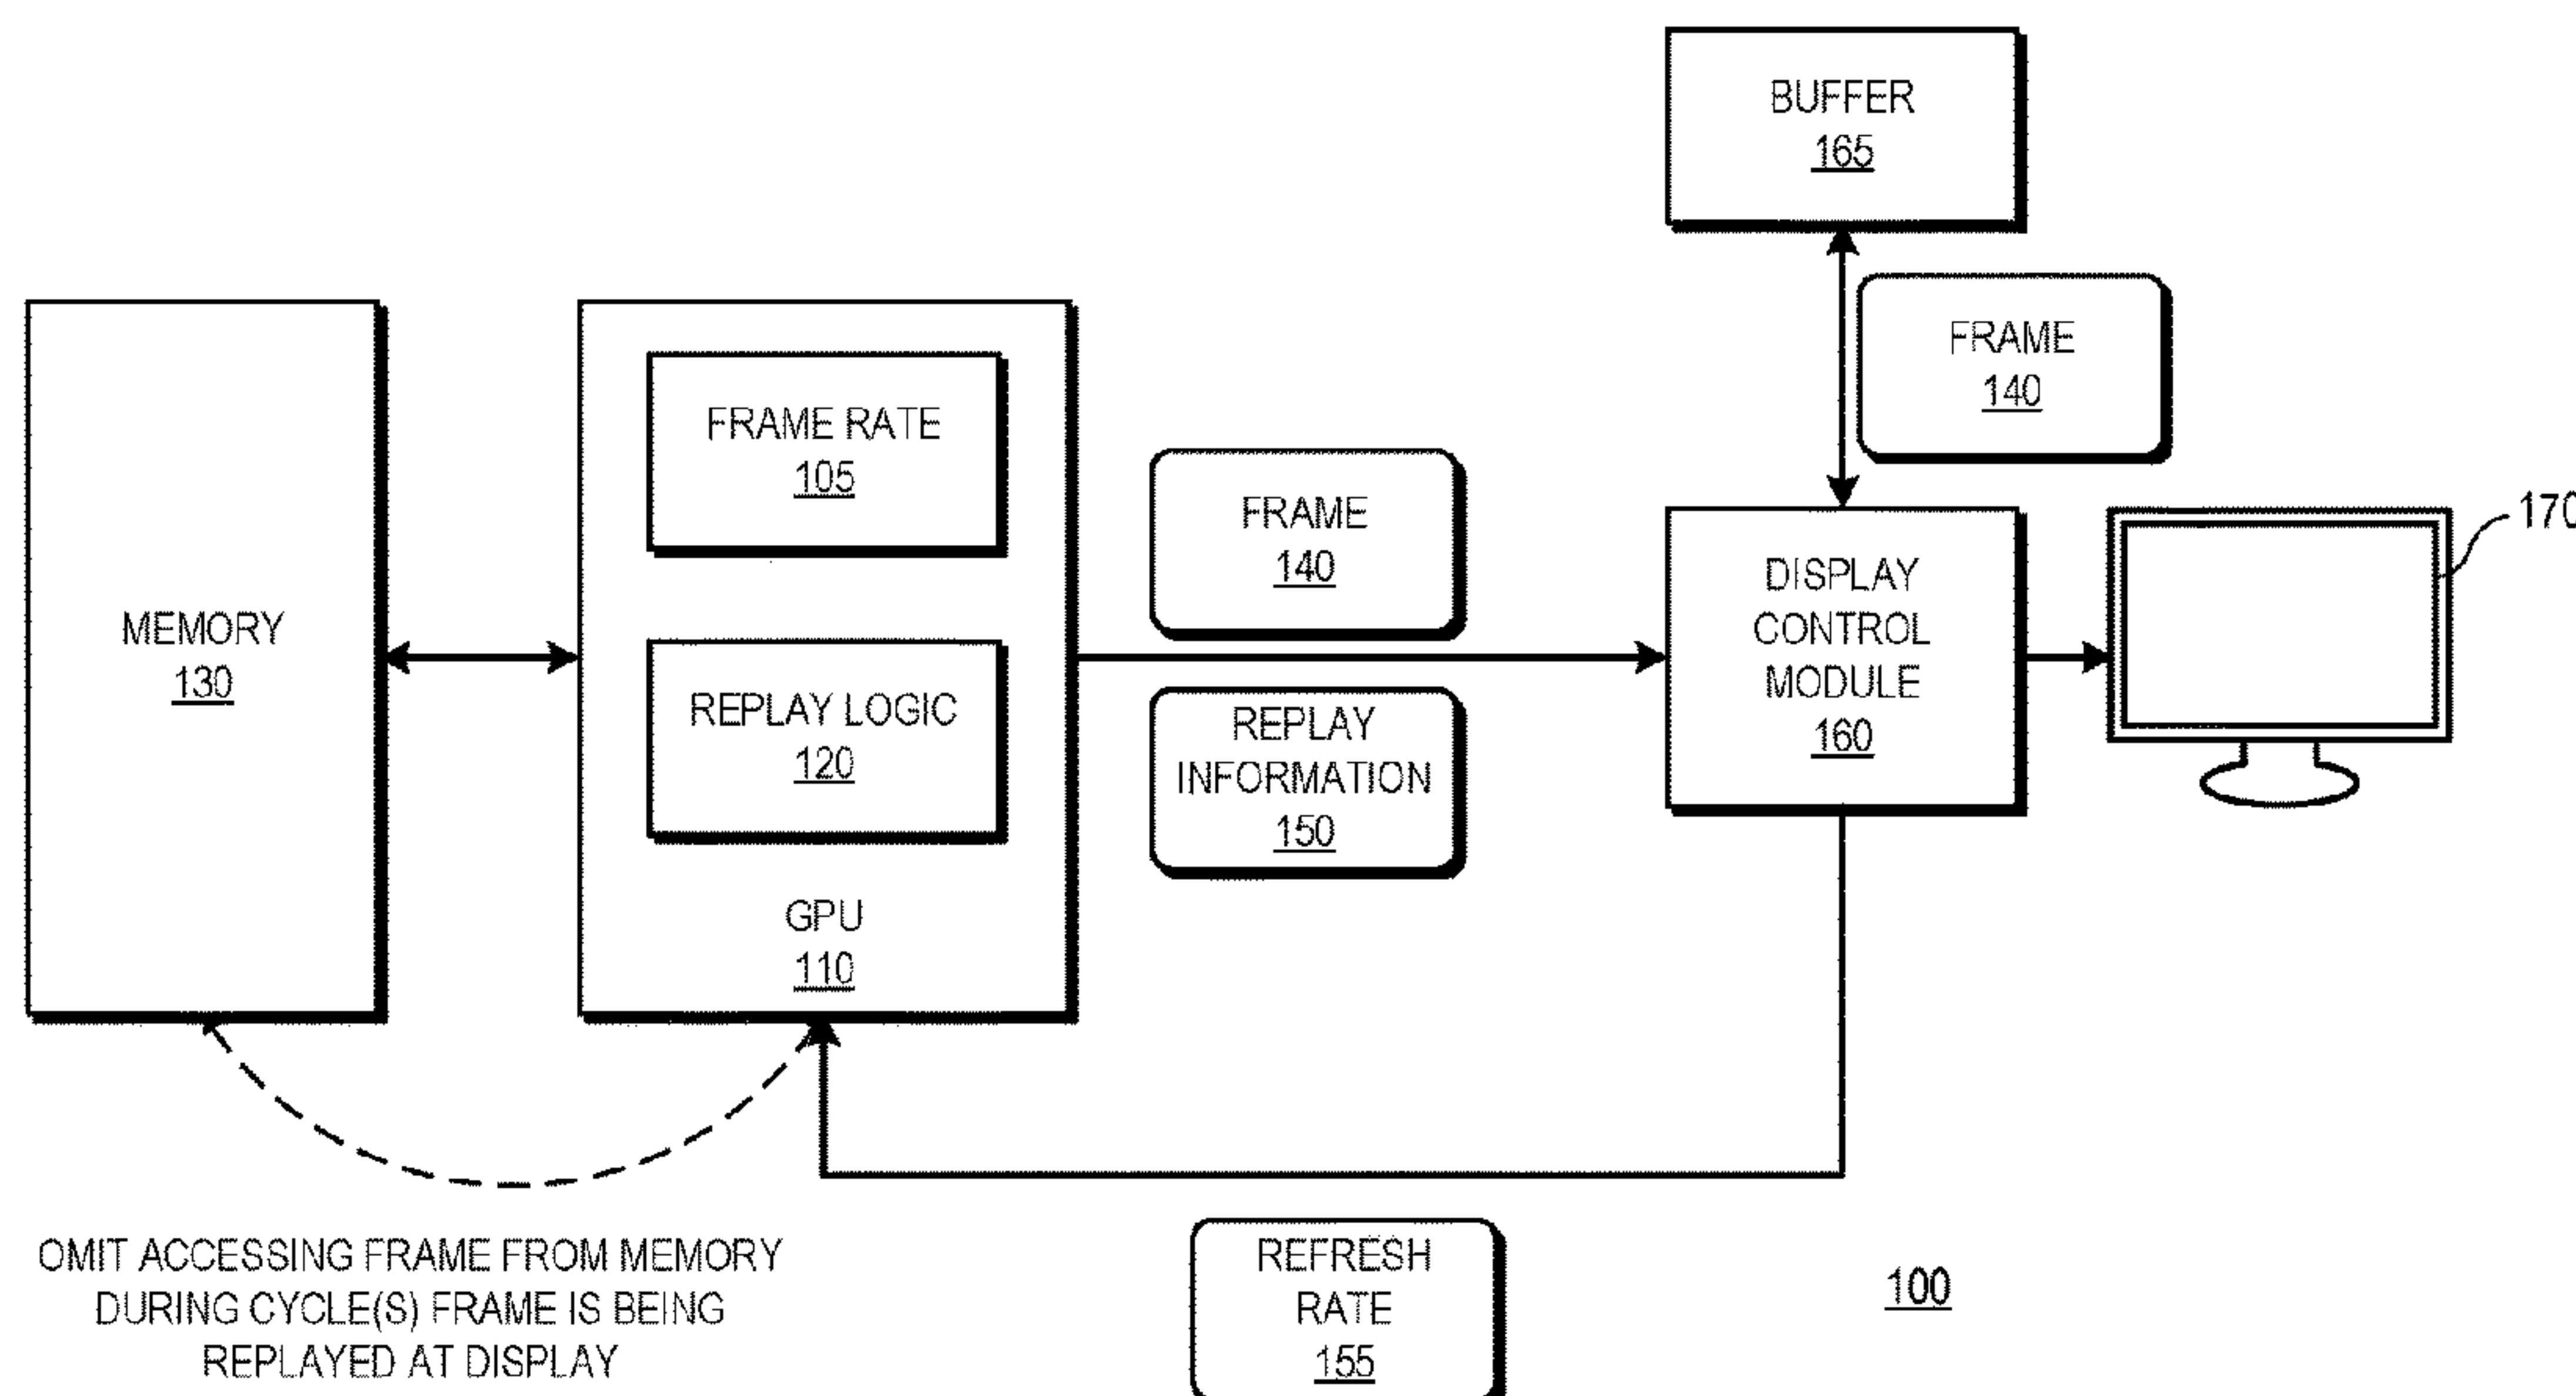 BUFFER
165
FRAME
140
MEMORY
130
FRAME RATE
105
REPLAY LOGIC
120
GPU
110
FRAME
140
REPLAY
INFORMATION
150
DISPLAY
CONTROL
MODULE
160
170
OMIT ACCESSING FRAME FROM MEMORY
DURING CYCLE(S) FRAME IS BEING
REPLAYED AT DISPLAY
REFRESH
RATE
155
100